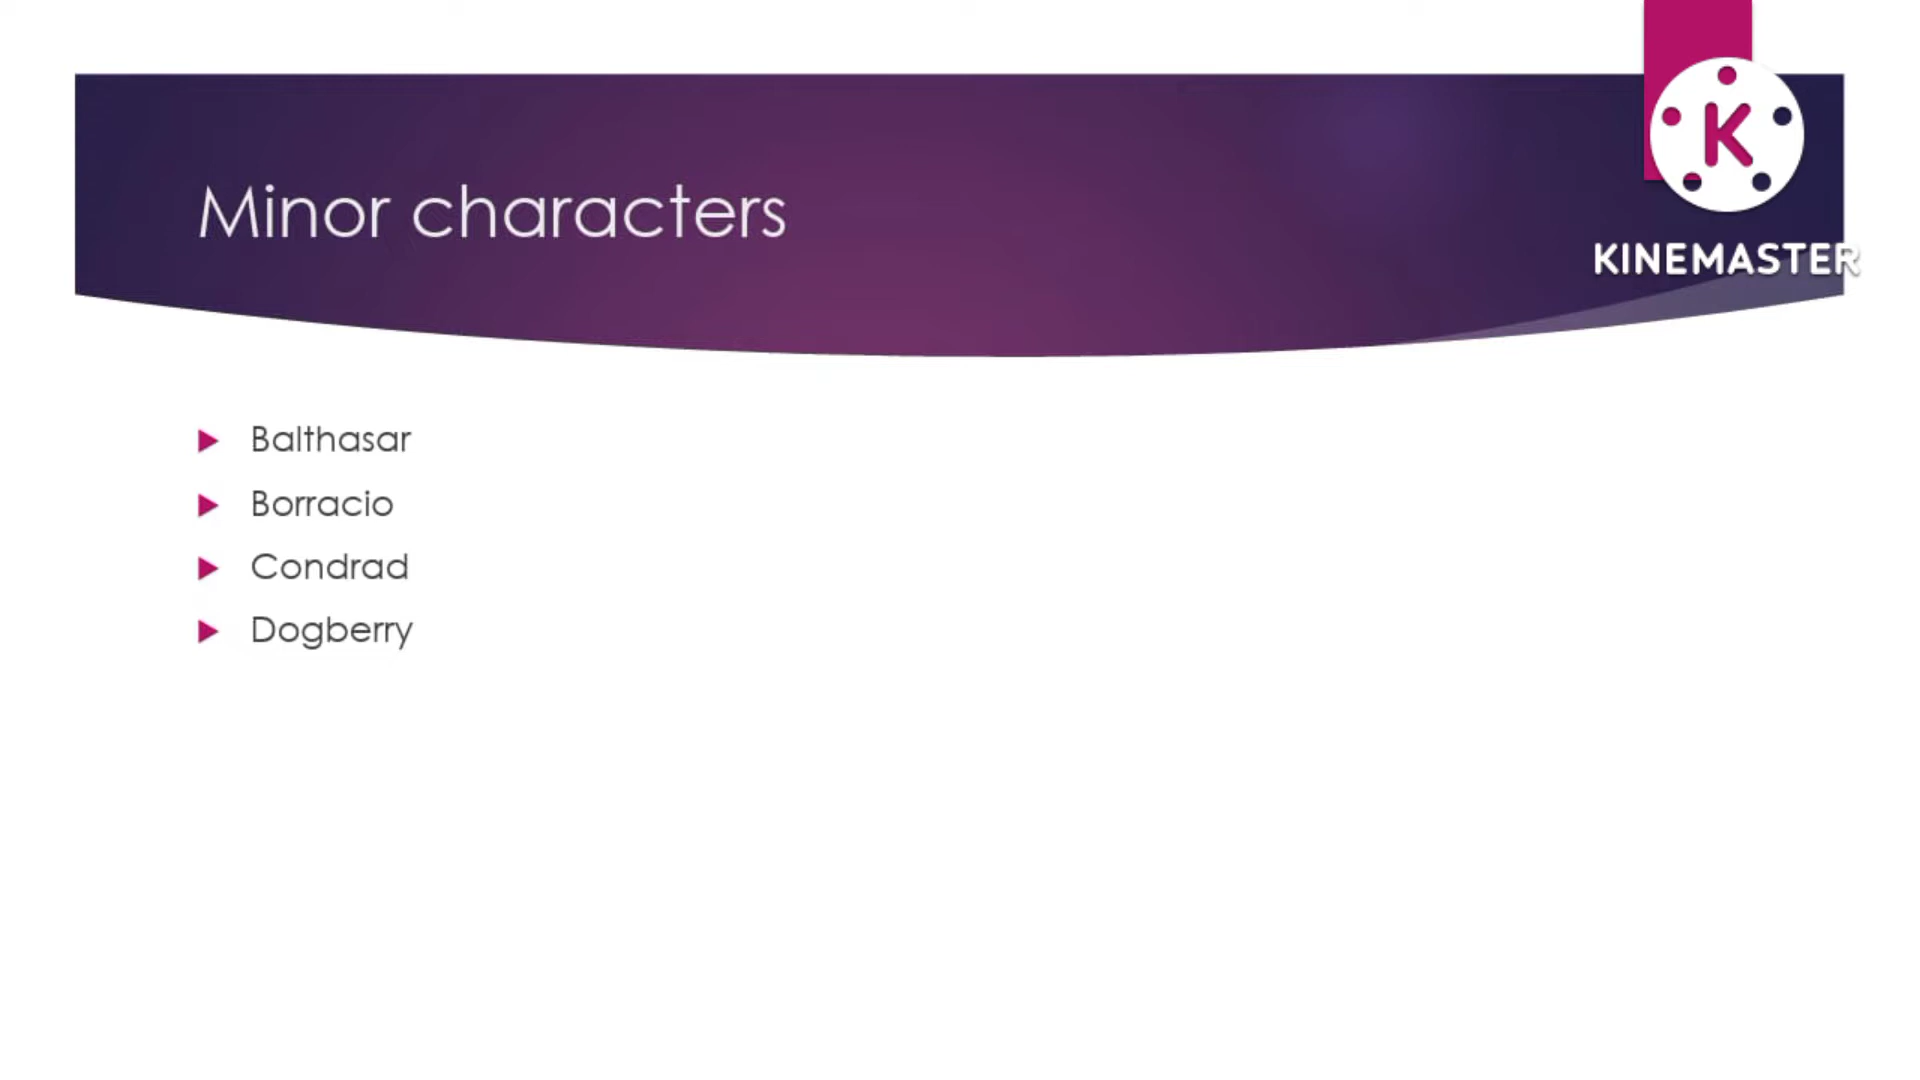 Minor characters
K
KINEMASTER
Balthasar
Borracio
Condrad
Dogberry